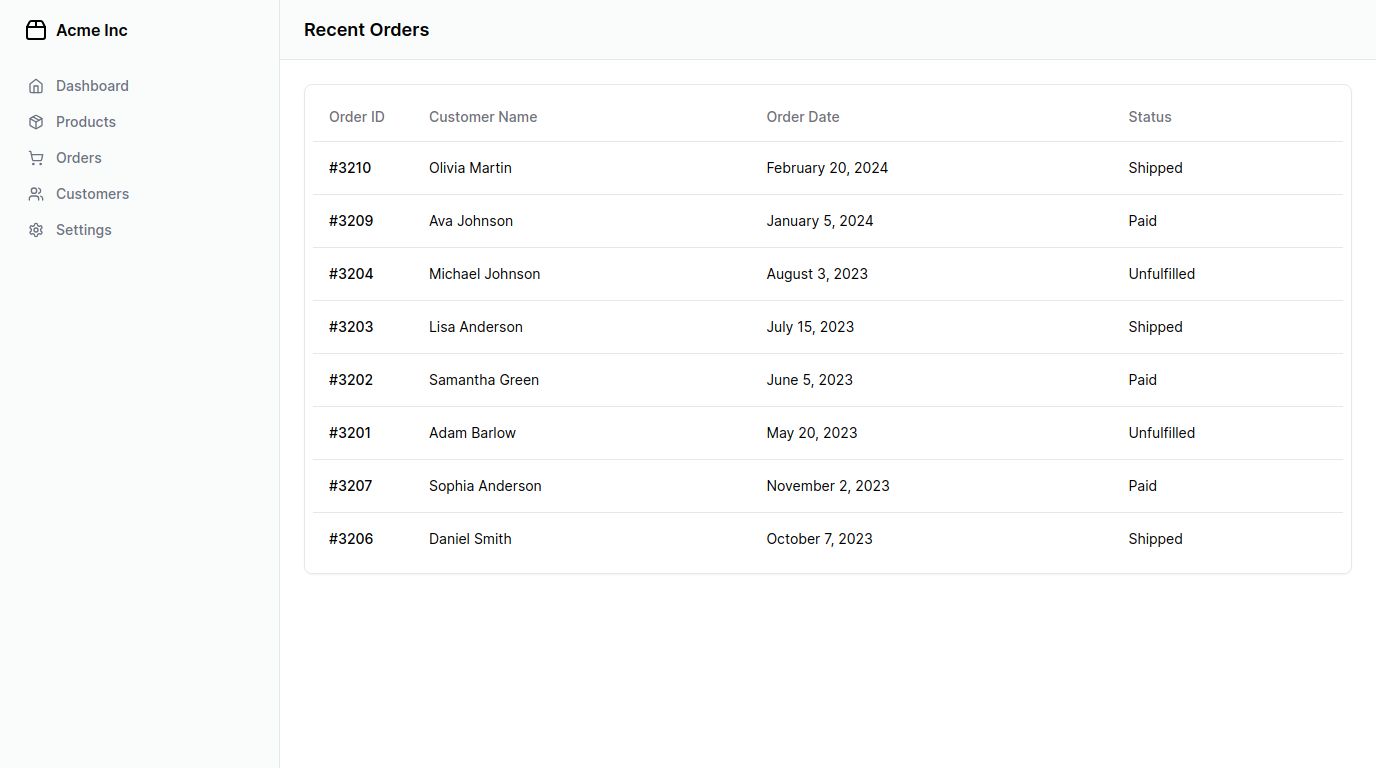 Acme Inc
Dashboard
Products
Orders
Customers
Settings
Recent Orders
Order ID Customer Name Order Date Status
#3210 Olivia Martin February 20, 2024 Shipped
#3209 Ava Johnson January 5, 2024 Paid
#3204 Michael Johnson August 3, 2023 Unfulfilled
#3203 Lisa Anderson July 15, 2023 Shipped
#3202 Samantha Green June 5, 2023 Paid
#3201 Adam Barlow May 20, 2023 Unfulfilled
#3207 Sophia Anderson November 2, 2023 Paid
#3206 Daniel Smith October 7, 2023 Shipped